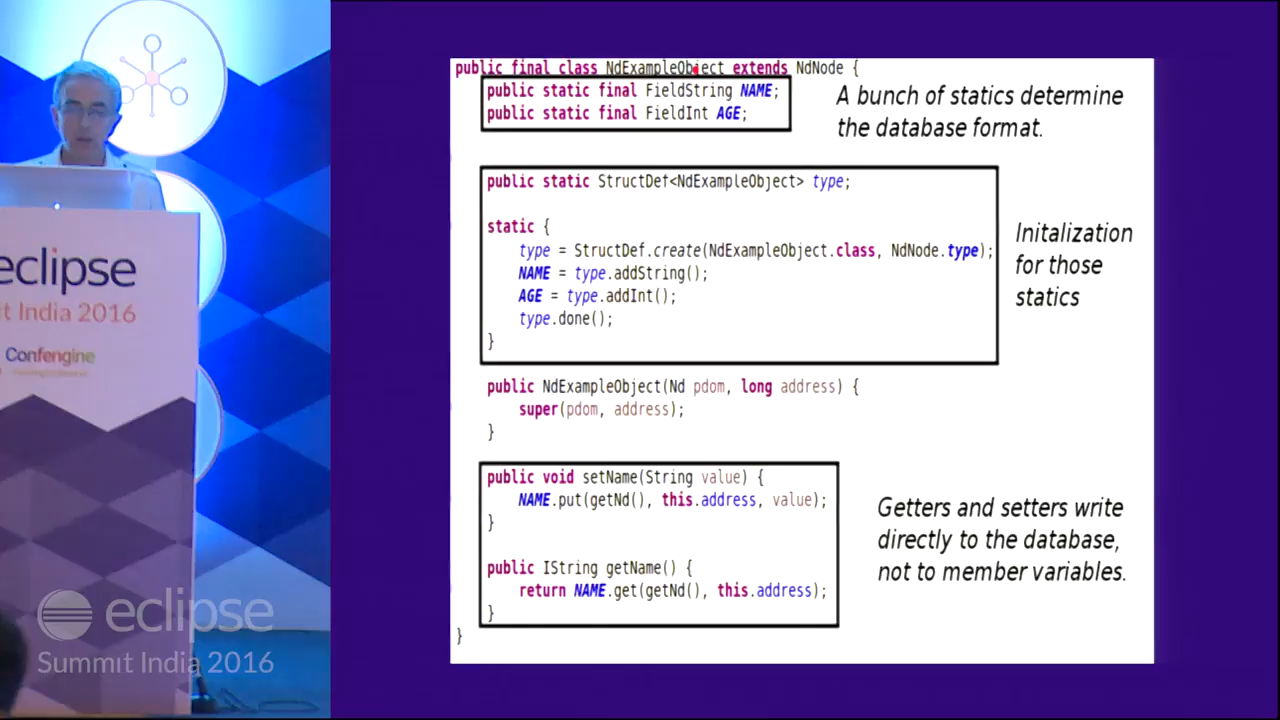 public final class NdExampleObject extends NdNode {
public static final FieldString NAME;
public static final FieldInt AGE;
A bunch of statics determine
the database format.
public static StructDef<NdExampleObject> type;
static {
type = StructDef.create(NdExampleObject.class, NdNode.type);
NAME = type.addString();
AGE = type.addInt();
type.done();
}
Initalization
for those
statics
public NdExampleObject(Nd pdom, long address) {
super(pdom, address);
}
public void setName(String value) {
NAME.put(getNd(), this.address, value);
}
public IString getName() {
return NAME.get(getNd(), this.address);
}
}
Getters and setters write
directly to the database,
not to member variables.
eclipse
it India 2016
Confengine
eclipse
Summit India 2016